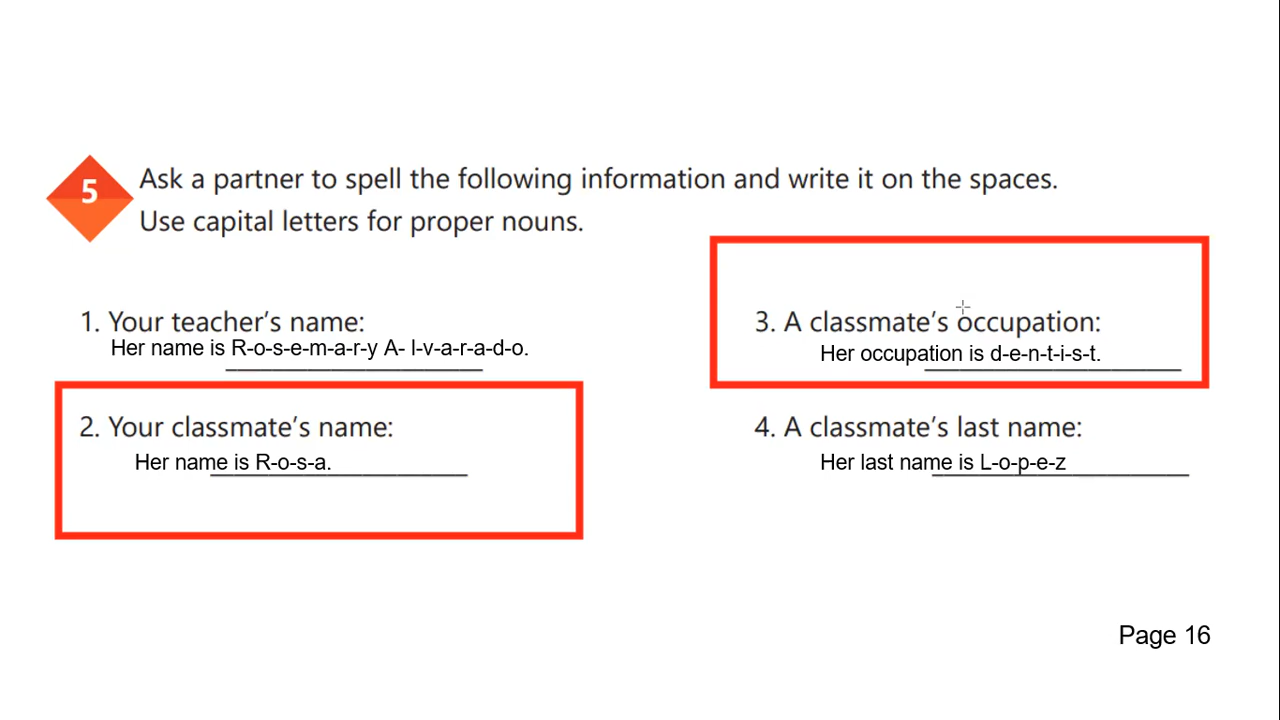 5
Ask a partner to spell the following information and write it on the spaces.
Use capital letters for proper nouns.
1. Your teacher's name:
Her name is R-o-s-e-m-a-r-y A- l-v-a-r-a-d-o.
2. Your classmate's name:
Her name is R-o-s-a.
3. A classmate's occupation:
Her occupation is d-e-n-t-i-s-t.
4. A classmate's last name:
Her last name is L-o-p-e-z
Page 16